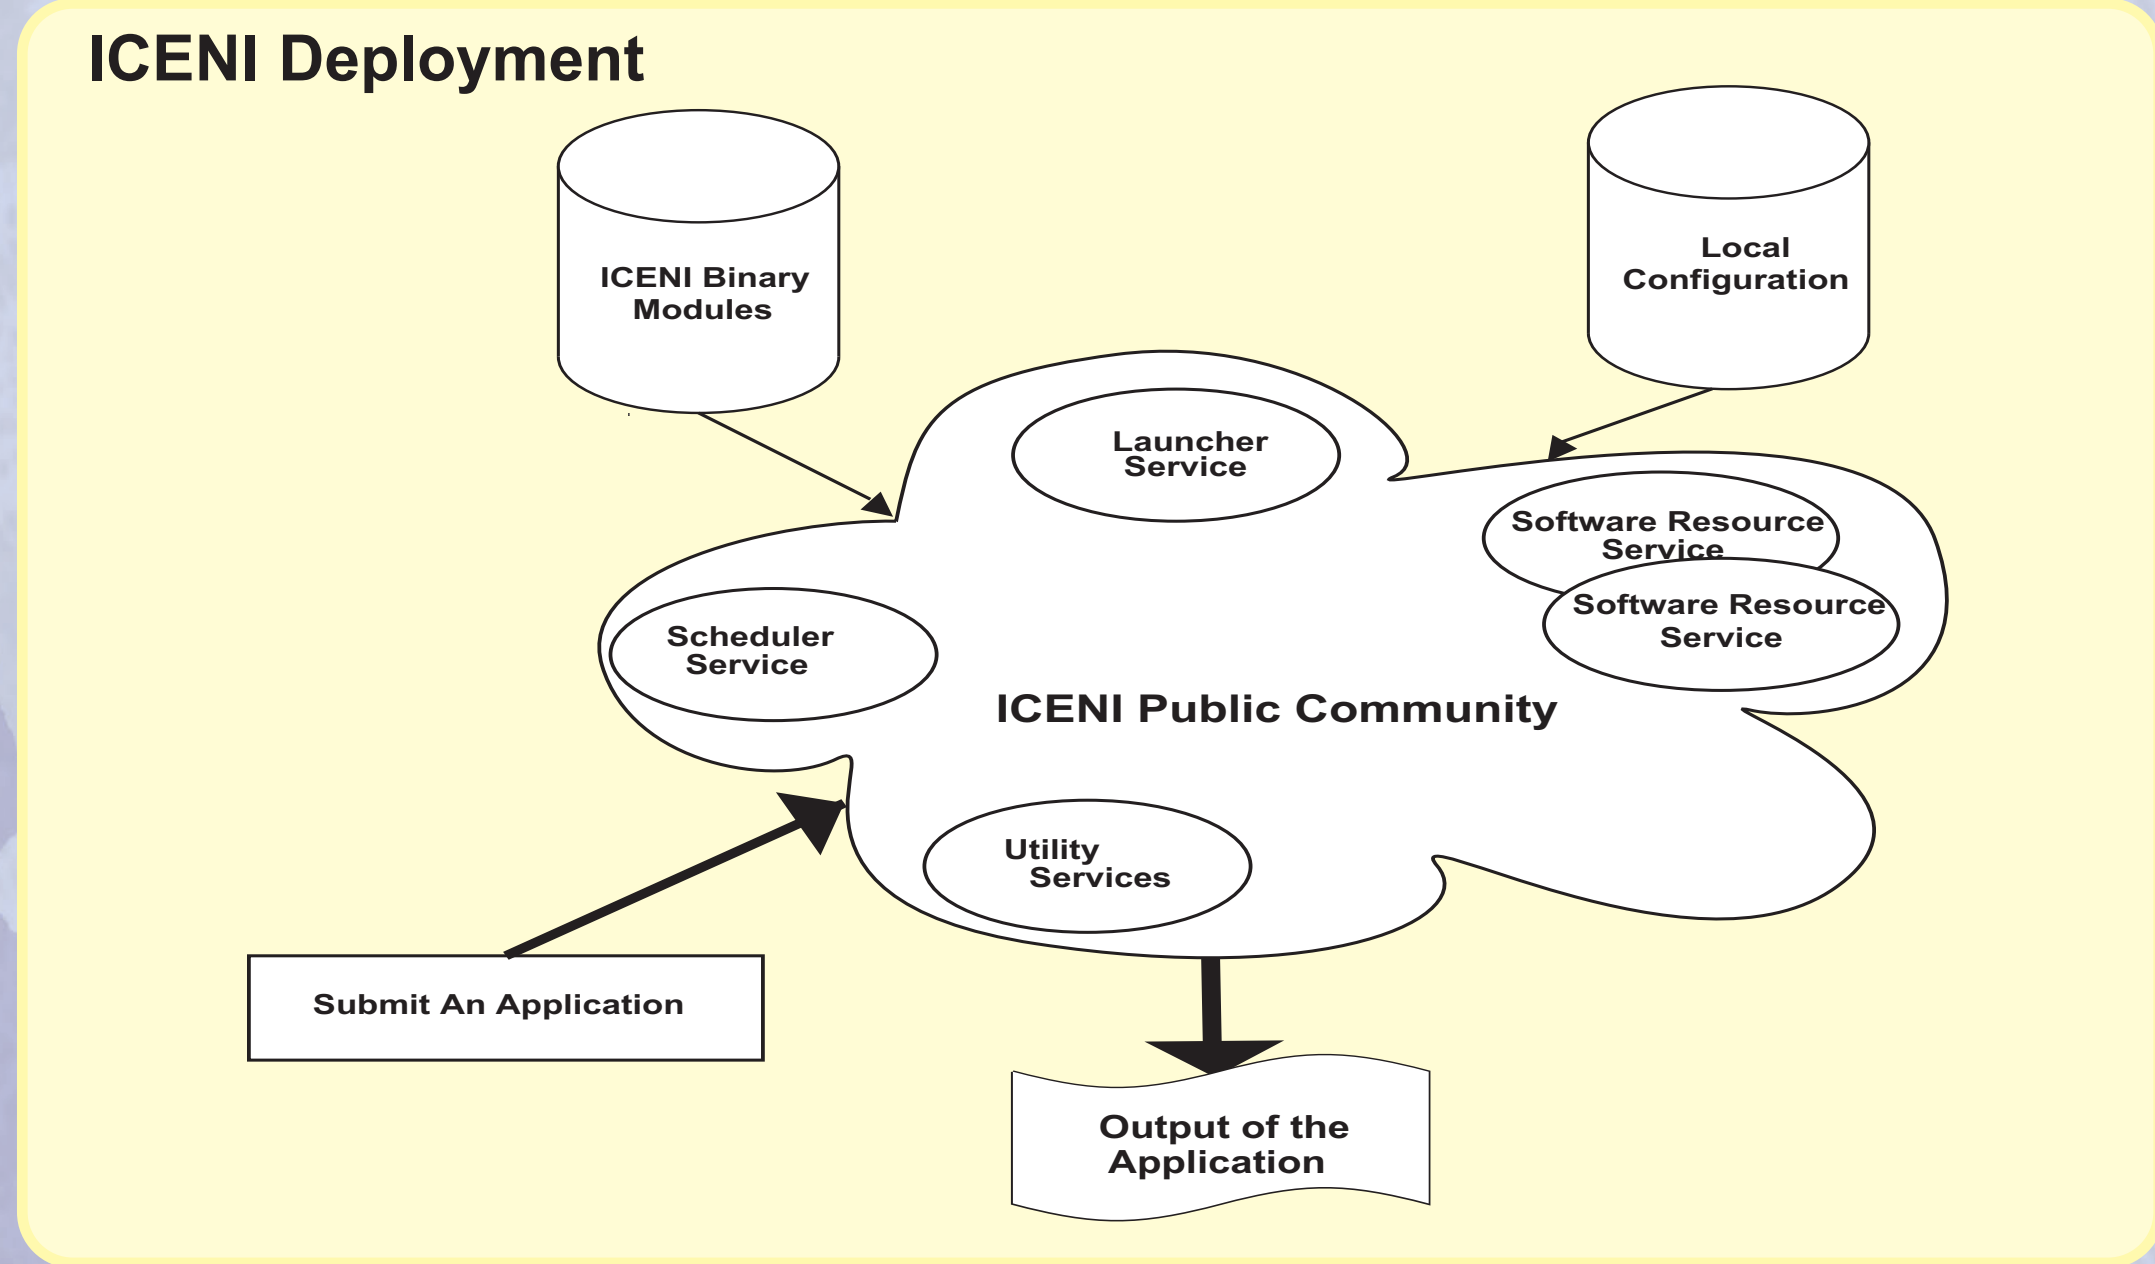 ICENI Deployment
ICENI Binary
Modules
Local
Configuration
Launcher
Service
Software Resource
Service
Software Resource
Service
Scheduler
Service
ICENI Public Community
Utility
Services
Submit An Application
Output of the
Application